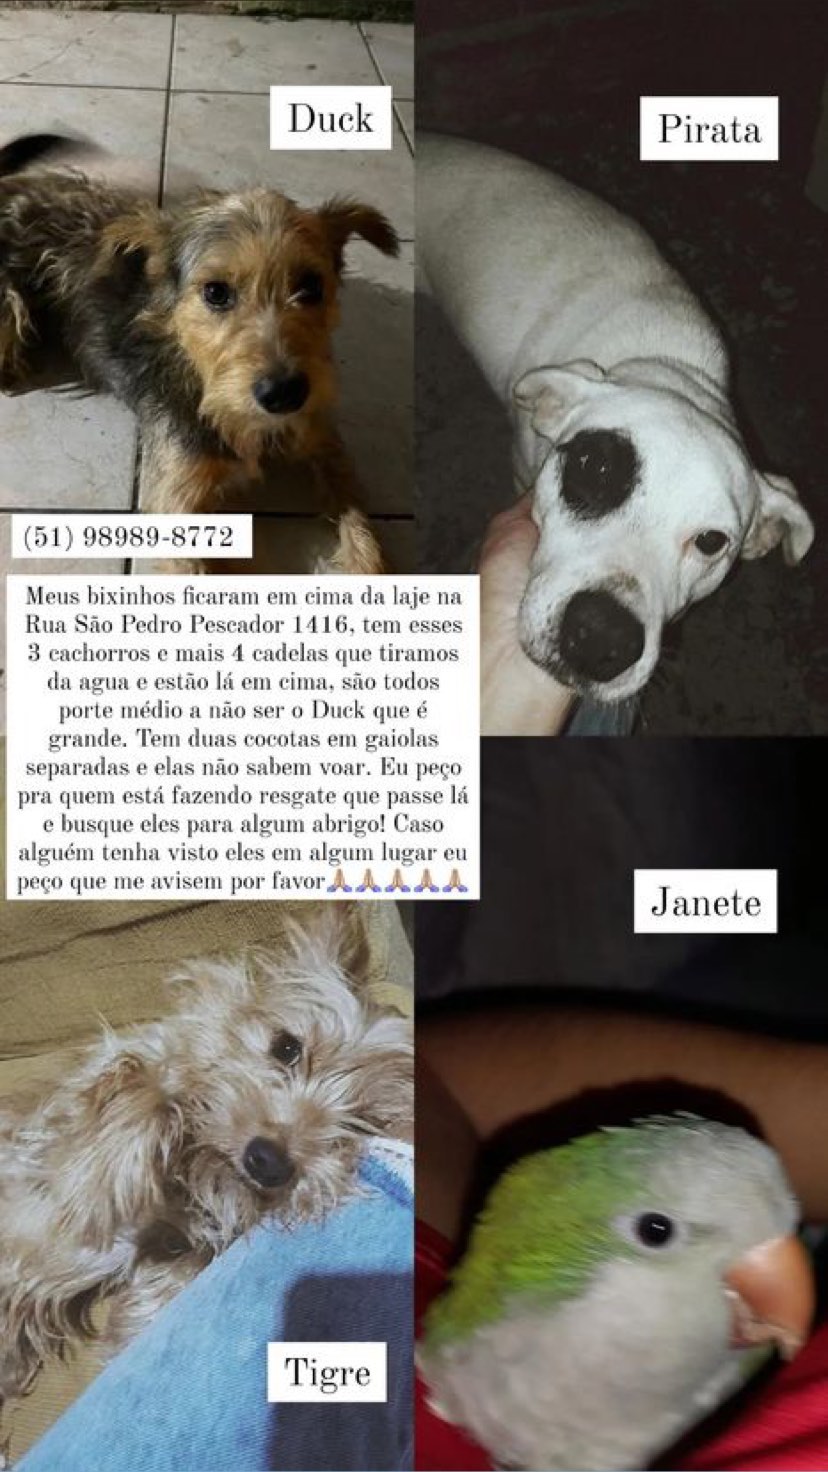 Duck
Pirata
(51) 98989-8772
Meus bixinhos ficaram em cima da laje na
Rua São Pedro Pescador 1416, tem esses
3 cachorros e mais 4 cadelas que tiramos
da agua e estão lá em cima, são todos
porte médio a não ser o Duck que é
grande. Tem duas cocotas em gaiolas
separadas e elas não sabem voar. Eu peço
pra quem está fazendo resgate que passe lá
e busque eles para algum abrigo! Caso
alguém tenha visto eles em algum lugar eu
peço que me avisem por favor🙏🏼🙏🏼🙏🏼🙏🏼🙏🏼
Janete
Tigre